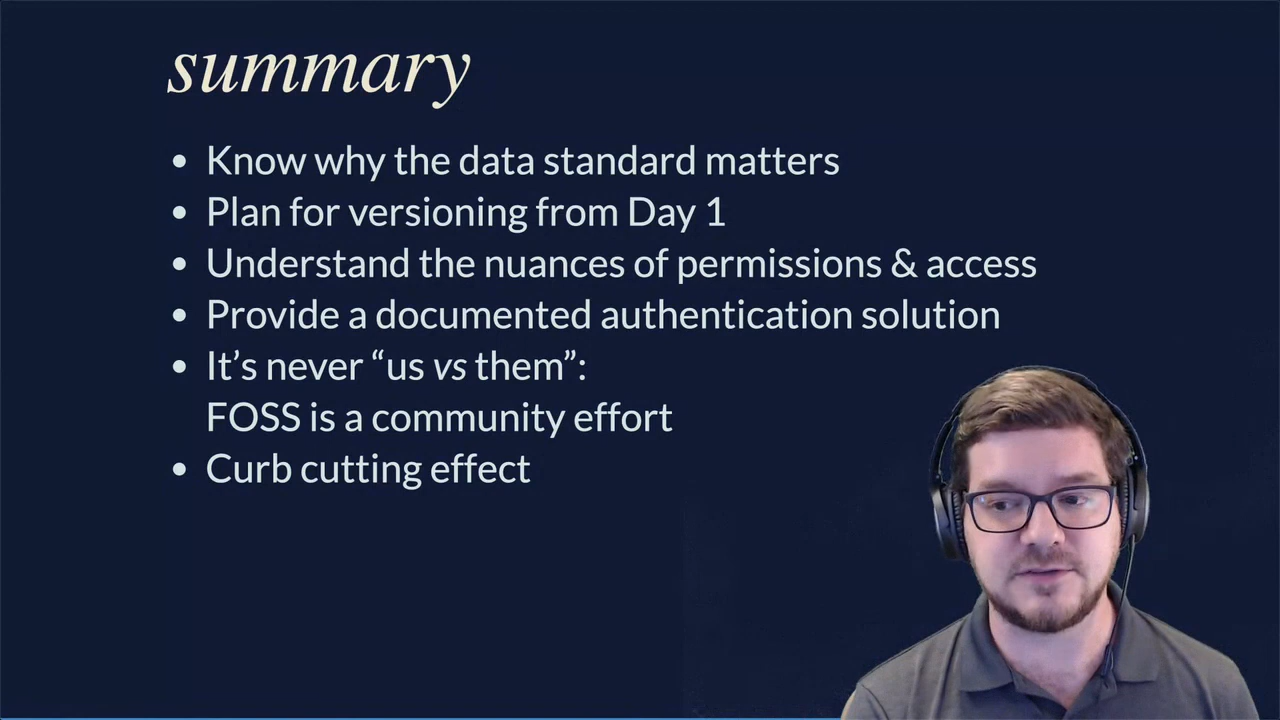 summary
• Know why the data standard matters
• Plan for versioning from Day 1
• Understand the nuances of permissions & access
• Provide a documented authentication solution
• It’s never “us vs them”:
FOSS is a community effort
• Curb cutting effect